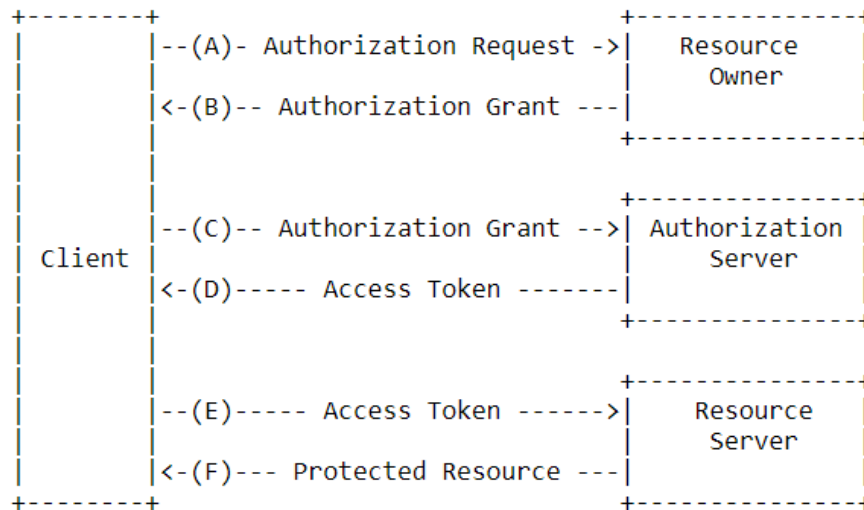 +--------+                               +---------------+
|        |--(A)- Authorization Request ->|   Resource    |
|        |                               |     Owner     |
|        |<-(B)-- Authorization Grant ---|               |
|        |                               +---------------+
|        |
|        |                               +---------------+
|        |--(C)-- Authorization Grant -->| Authorization |
| Client |                               |     Server    |
|        |<-(D)----- Access Token -------|               |
|        |                               +---------------+
|        |
|        |                               +---------------+
|        |--(E)----- Access Token ------>|    Resource   |
|        |                               |     Server    |
|        |<-(F)--- Protected Resource ---|               |
+--------+                               +---------------+